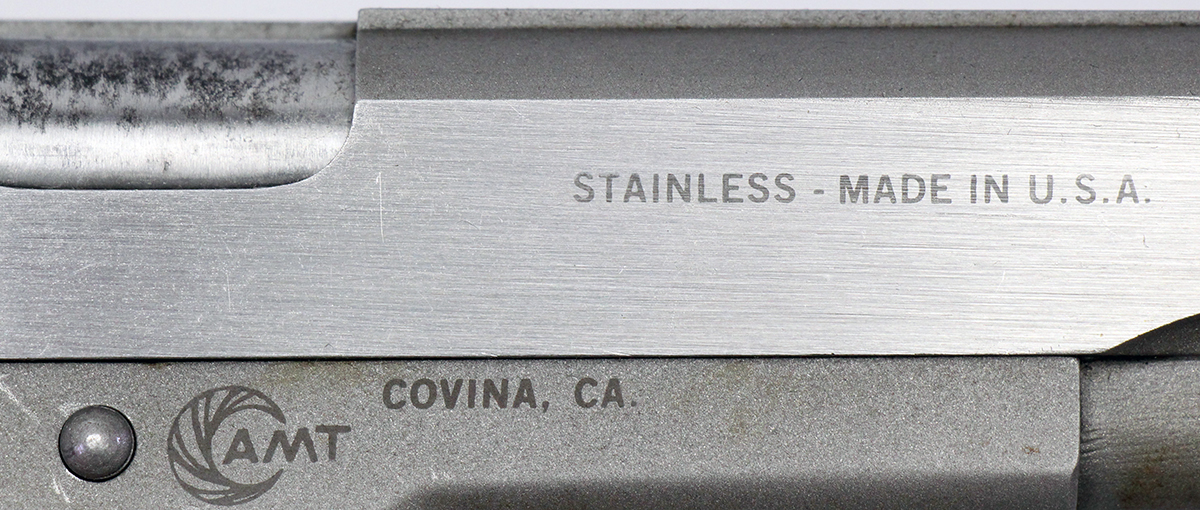 STAINLESS - MADE IN U.S.A.
COVINA, CA.
AMT